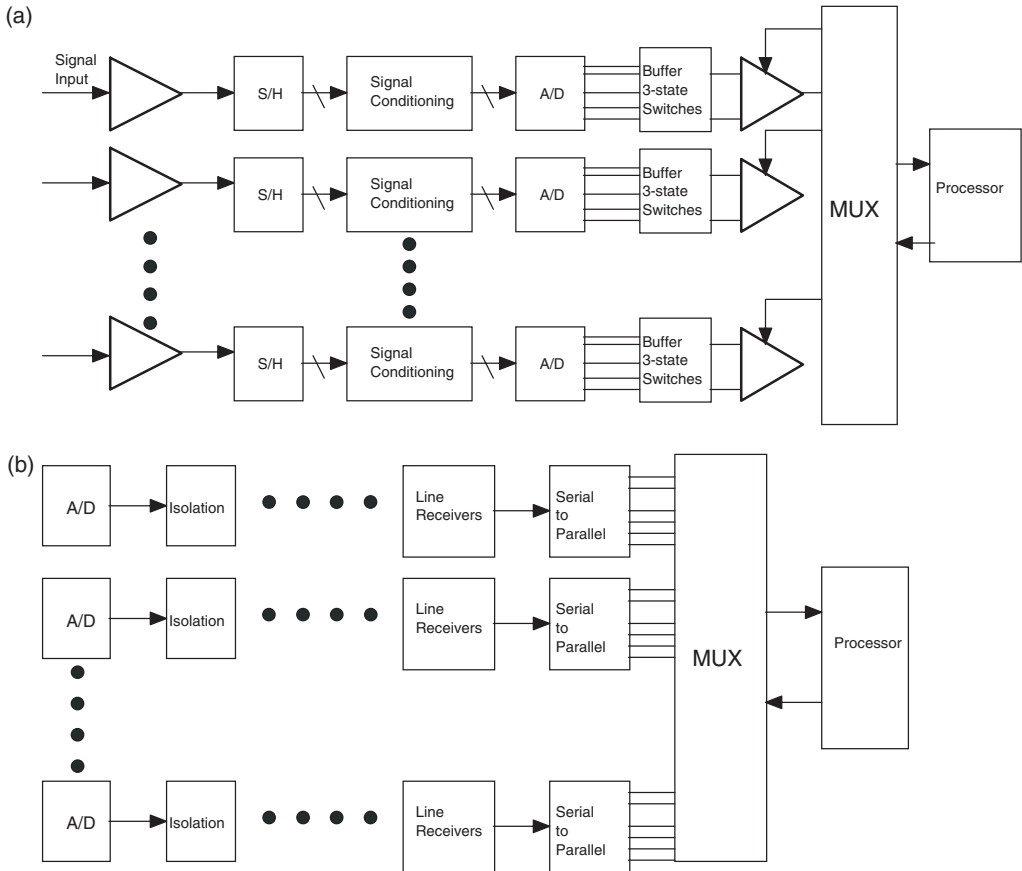 (a)
Signal
Input
S/H
Signal
Conditioning
A/D
Buffer
3-state
Switches
S/H
Signal
Conditioning
A/D
Buffer
3-state
Switches
MUX
Processor
S/H
Signal
Conditioning
A/D
Buffer
3-state
Switches
(b)
A/D
Isolation
Line
Receivers
Serial
to
Parallel
A/D
Isolation
Line
Receivers
Serial
to
Parallel
MUX
Processor
A/D
Isolation
Line
Receivers
Serial
to
Parallel